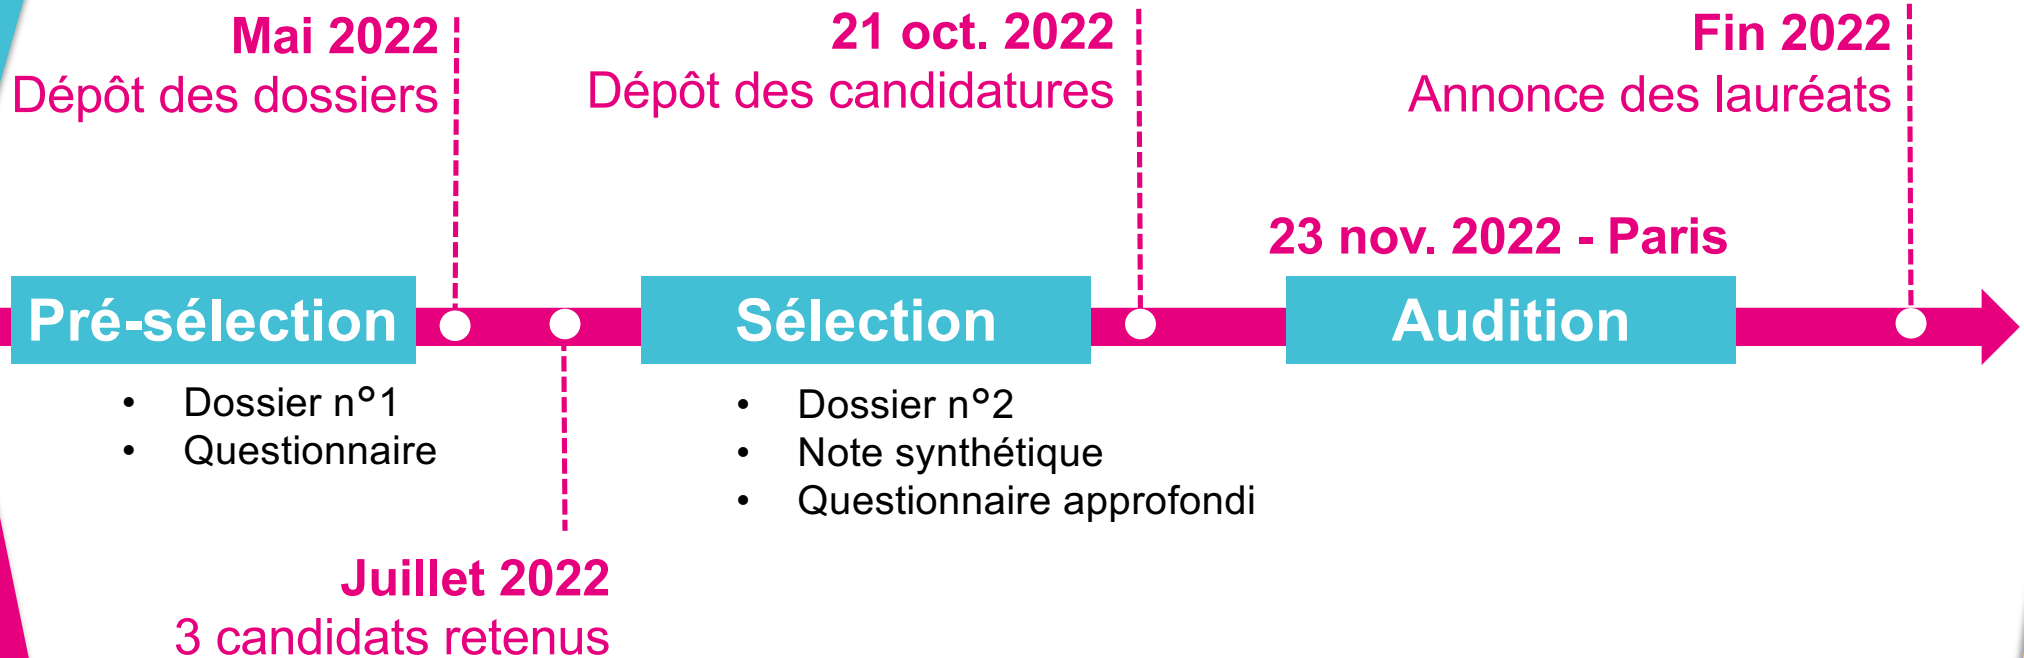 Mai 2022
Dépôt des dossiers
21 oct. 2022
Dépôt des candidatures
Fin 2022
Annonce des lauréats
23 nov. 2022 - Paris
Pré-sélection
Sélection
Audition
• Dossier n°1
• Questionnaire
• Dossier n°2
• Note synthétique
• Questionnaire approfondi
Juillet 2022
3 candidats retenus